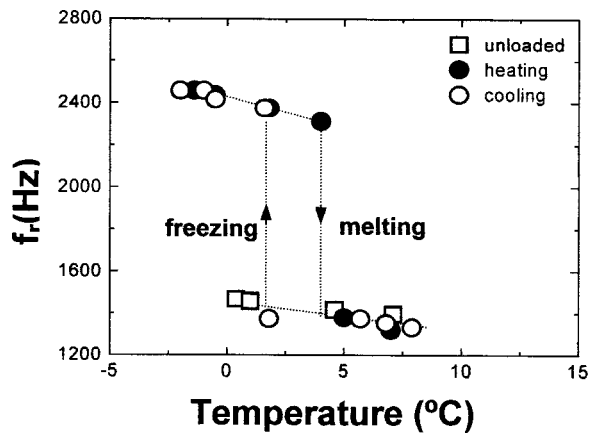 2800
2400
2000
1600
1200
fr(Hz)
unloaded
heating
cooling
freezing
melting
-5
0
5
10
15
Temperature (ºC)